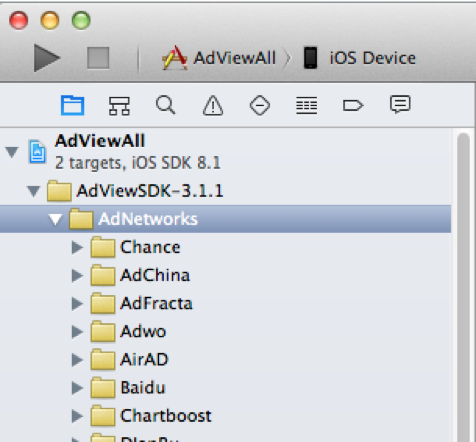 AdViewAll 〉 iOS Device
AdViewAll
2 targets, iOS SDK 8.1
AdViewSDK-3.1.1
AdNetworks
Chance
AdChina
AdFracta
Adwo
AirAD
Baidu
Chartboost